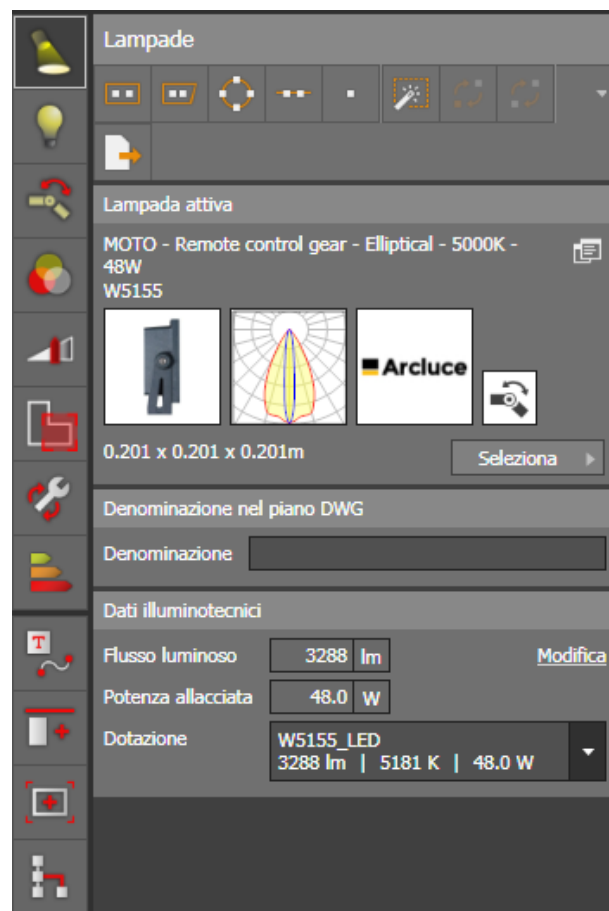 Lampade
Lampada attiva
MOTO - Remote control gear - Elliptical - 5000K -
48W
W5155
Arcluce
0.201 x 0.201 x 0.201m
Seleziona
Denominazione nel piano DWG
Denominazione
Dati illuminotecnici
Flusso luminoso 3288 lm Modifica
Potenza allacciata 48.0 W
Dotazione W5155_LED
3288 lm | 5181 K | 48.0 W
T